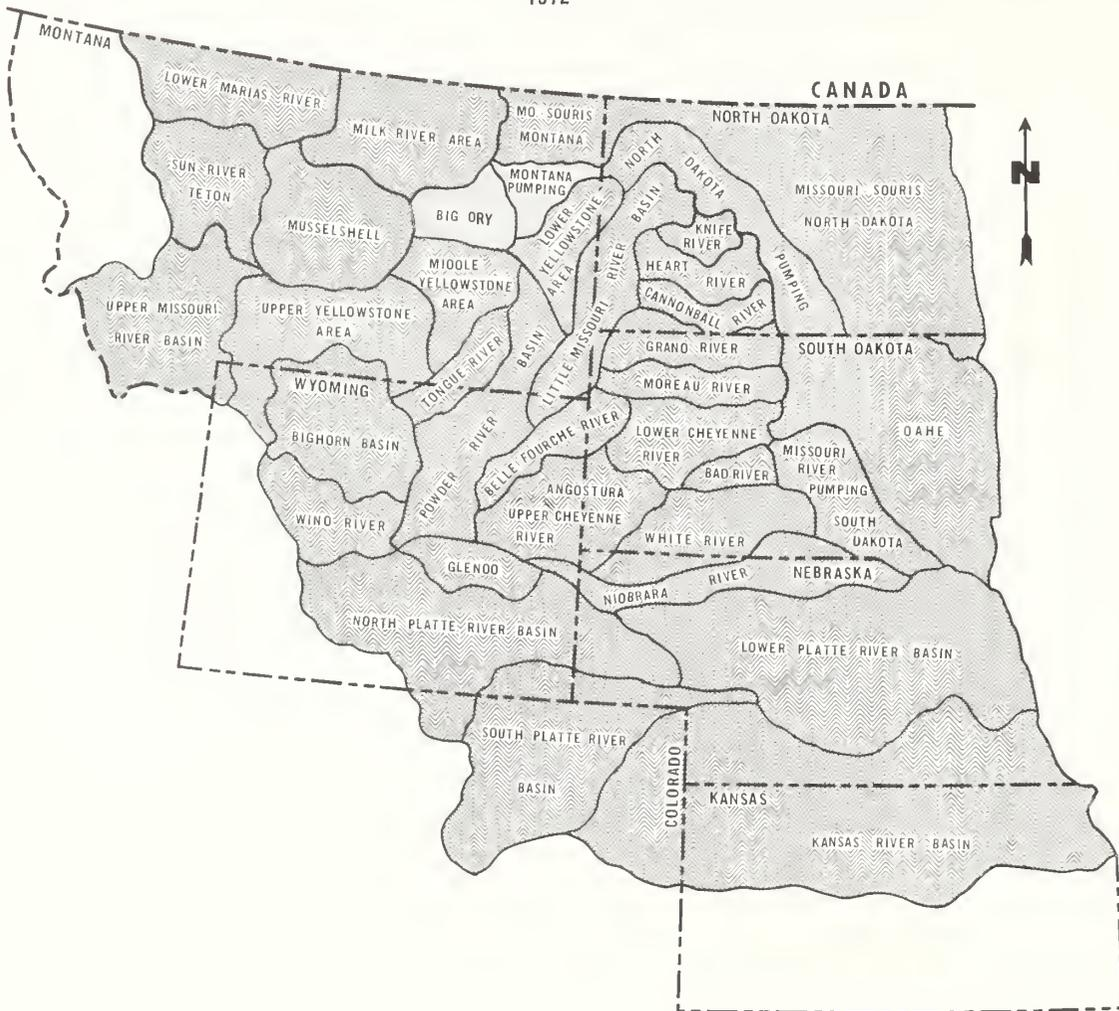 1972
MONTANA
CANADA
LOWER MARIAS RIVER
MILK RIVER AREA
MO. SOURIS
MONTANA
NORTH OAKOTA
N
SUN RIVER
TETON
MONTANA
PUMPING
NORTH DAKOTA PUMPING
MISSOURI SOURIS
NORTH DAKOTA
MUSSELSHELL
BIG ORY
LOWER
YELLOWSTONE
AREA
KNIFE
RIVER
MIOOLE
YELLOWSTONE
AREA
HEART RIVER
LITTLE MISSOURI RIVER BASIN
CANNONBALL RIVER
UPPER MISSOURI
RIVER BASIN
UPPER YELLOWSTONE
AREA
TONGUE RIVER
GRANO RIVER
SOUTH OAKOTA
WYOMING
MOREAU RIVER
BIGHORN BASIN
POWDER RIVER BASIN
BELLE FOURCHE RIVER
LOWER CHEYENNE
RIVER
OAHE
BAD RIVER
MISSOURI
RIVER
PUMPING
SOUTH
DAKOTA
ANGOSTURA
UPPER CHEYENNE
RIVER
WINO RIVER
WHITE RIVER
GLENOO
NIOBRARA RIVER
NEBRASKA
NORTH PLATTE RIVER BASIN
LOWER PLATTE RIVER BASIN
SOUTH PLATTE RIVER
BASIN
COLORADO
KANSAS
KANSAS RIVER BASIN